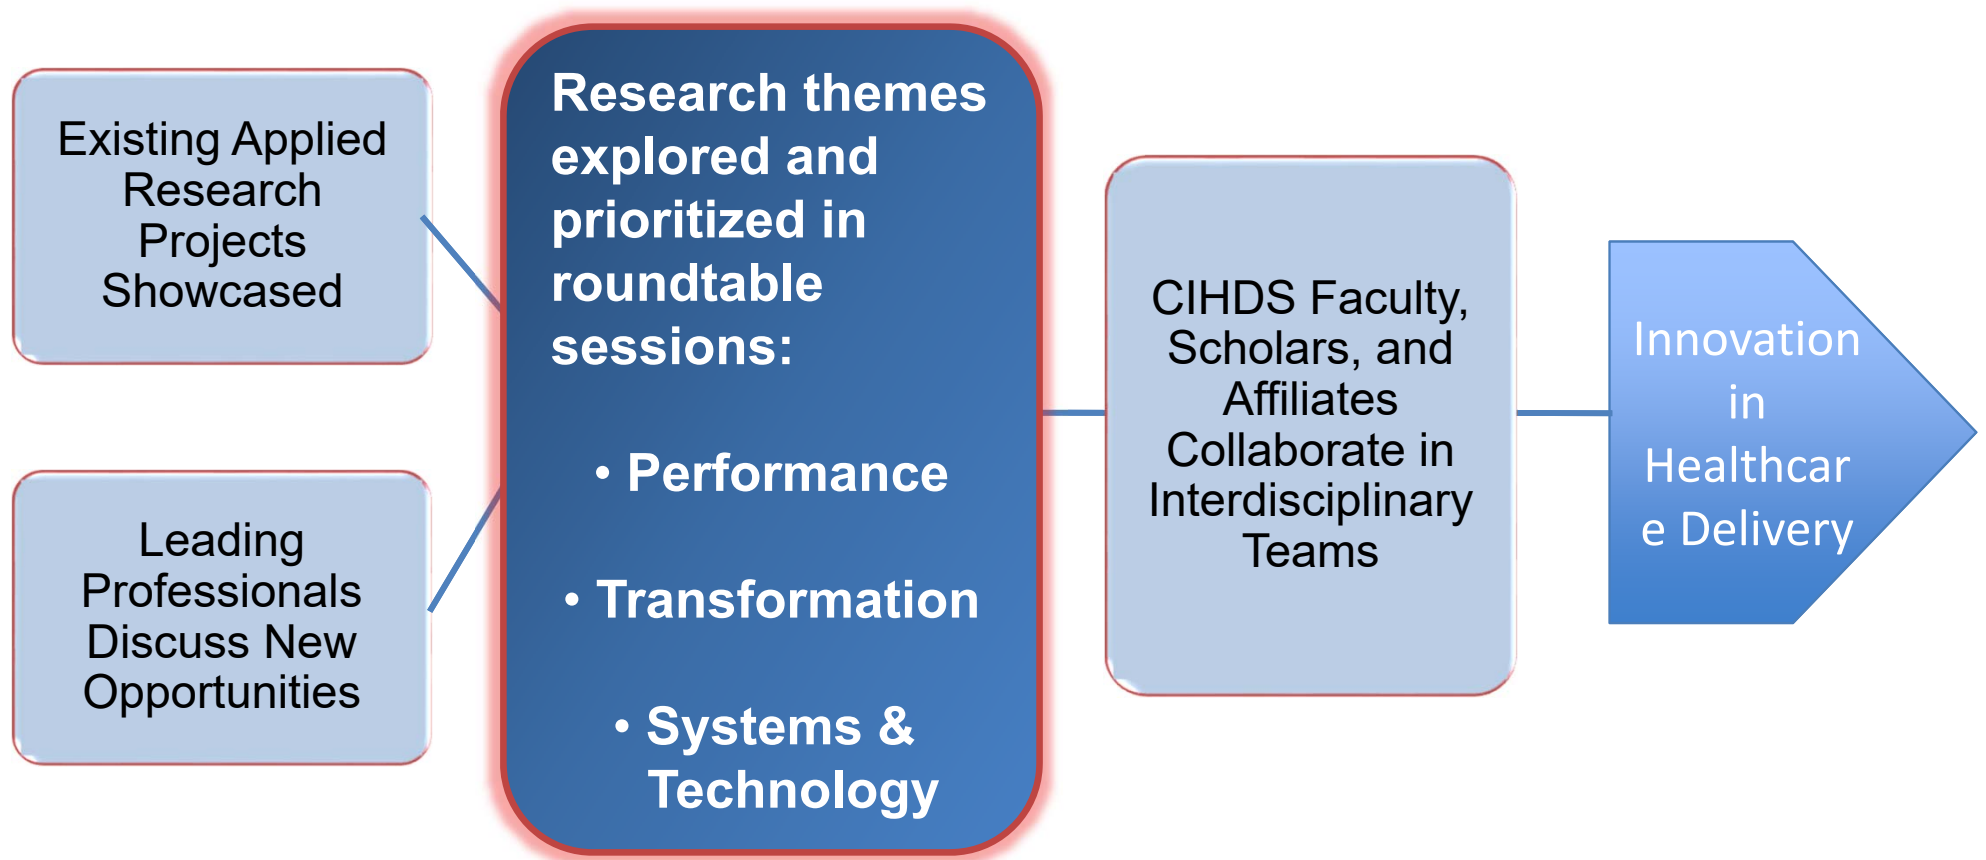 Existing Applied
Research
Projects
Showcased
Leading
Professionals
Discuss New
Opportunities
Research themes
explored and
prioritized in
roundtable
sessions:
• Performance
• Transformation
• Systems &
Technology
CIHDS Faculty,
Scholars, and
Affiliates
Collaborate in
Interdisciplinary
Teams
Innovation
in
Healthcar
e Delivery